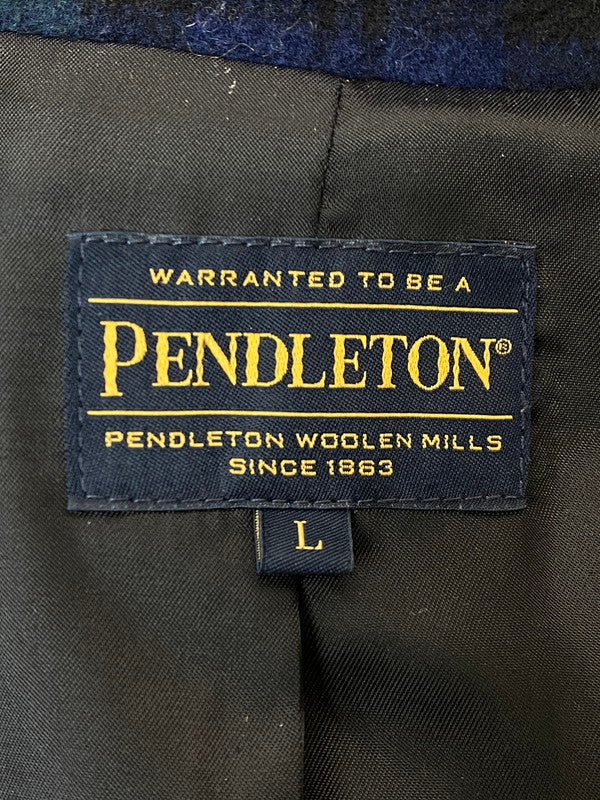 WARRANTED TO BE A
PENDLETON®
PENDLETON WOOLEN MILLS
SINCE 1863
L